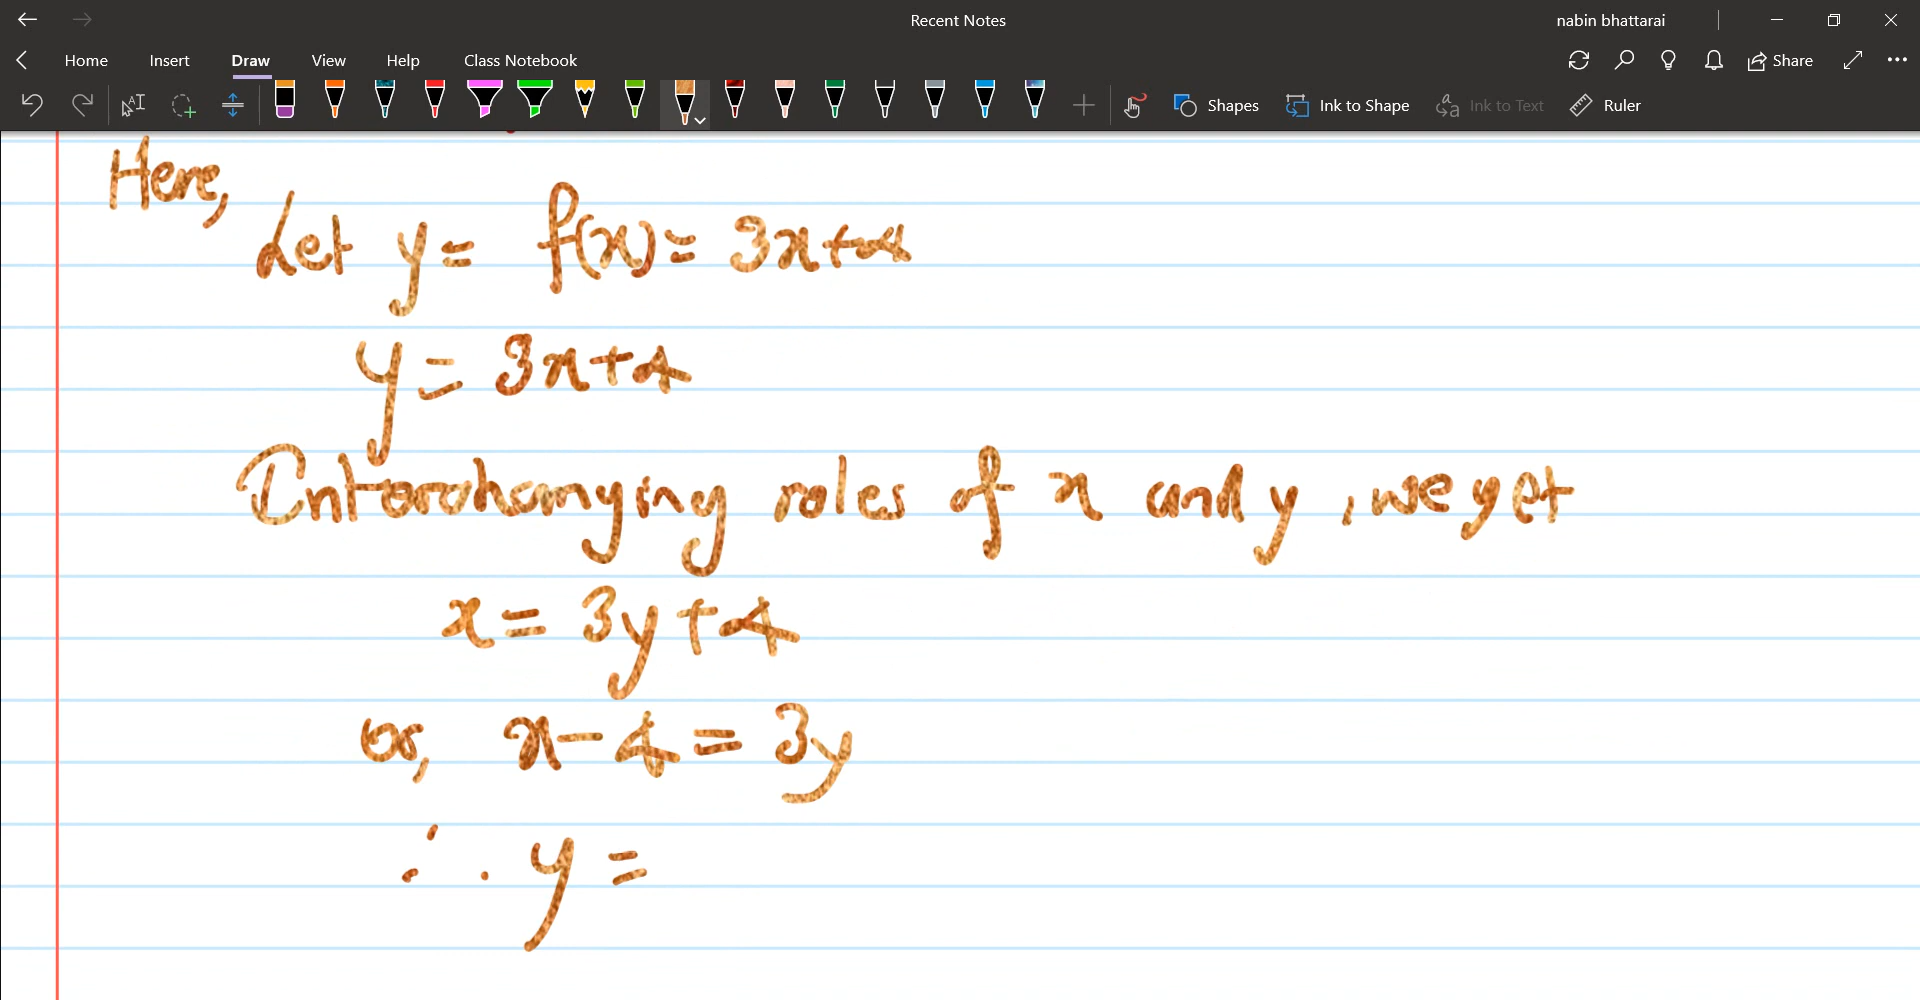 Recent Notes
nabin bhattarai
Home Insert Draw View Help Class Notebook
Share
Shapes Ink to Shape Ink to Text Ruler
Here,
Let y = f(x) = 3x+4
y = 3x+4
Interchanging roles of x and y, we get
x = 3y+4
or, x-4 = 3y
∴ y =